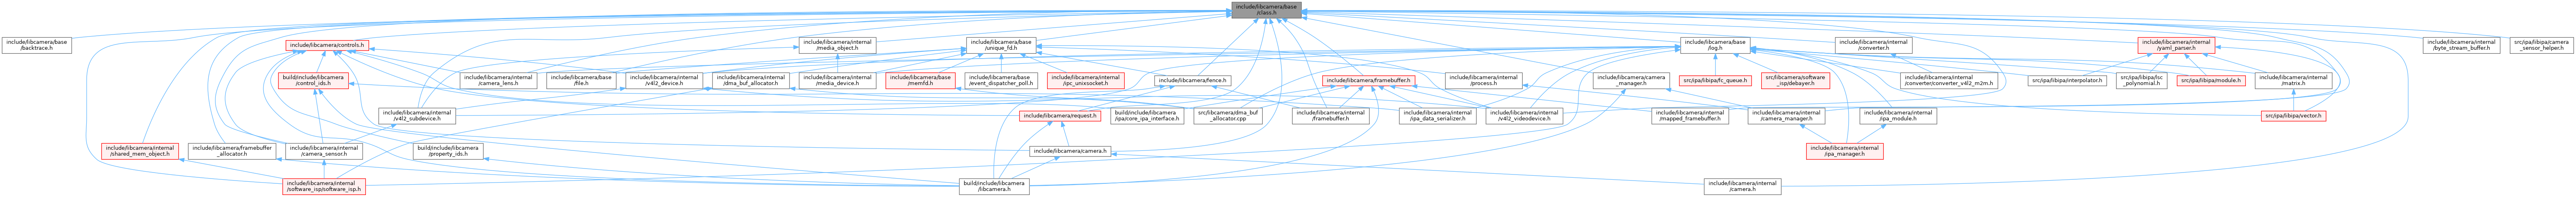 include/libcamera/base
/class.h
include/libcamera/base
/backtrace.h
include/libcamera/controls.h
include/libcamera/internal
/media_object.h
include/libcamera/base
/unique_fd.h
include/libcamera/base
/log.h
include/libcamera/internal
/converter.h
include/libcamera/internal
/yaml_parser.h
include/libcamera/internal
/byte_stream_buffer.h
src/ipa/libipa/camera
_sensor_helper.h
build/include/libcamera
/control_ids.h
include/libcamera/internal
/camera_lens.h
include/libcamera/base
/file.h
include/libcamera/internal
/v4l2_device.h
include/libcamera/internal
/dma_buf_allocator.h
include/libcamera/internal
/media_device.h
include/libcamera/base
/memfd.h
include/libcamera/base
/event_dispatcher_poll.h
include/libcamera/internal
/ipc_unixsocket.h
include/libcamera/fence.h
include/libcamera/framebuffer.h
include/libcamera/internal
/process.h
include/libcamera/camera
_manager.h
src/ipa/libipa/fc_queue.h
src/libcamera/software
_isp/debayer.h
include/libcamera/internal
/converter/converter_v4l2_m2m.h
src/ipa/libipa/interpolator.h
src/ipa/libipa/lsc
_polynomial.h
src/ipa/libipa/module.h
include/libcamera/internal
/matrix.h
include/libcamera/internal
/v4l2_subdevice.h
include/libcamera/request.h
build/include/libcamera
/ipa/core_ipa_interface.h
src/libcamera/dma_buf
_allocator.cpp
include/libcamera/internal
/framebuffer.h
include/libcamera/internal
/ipa_data_serializer.h
include/libcamera/internal
/v4l2_videodevice.h
include/libcamera/internal
/mapped_framebuffer.h
include/libcamera/internal
/camera_manager.h
include/libcamera/internal
/ipa_module.h
src/ipa/libipa/vector.h
include/libcamera/internal
/shared_mem_object.h
include/libcamera/framebuffer
_allocator.h
include/libcamera/internal
/camera_sensor.h
build/include/libcamera
/property_ids.h
include/libcamera/camera.h
include/libcamera/internal
/ipa_manager.h
include/libcamera/internal
/software_isp/software_isp.h
build/include/libcamera
/libcamera.h
include/libcamera/internal
/camera.h